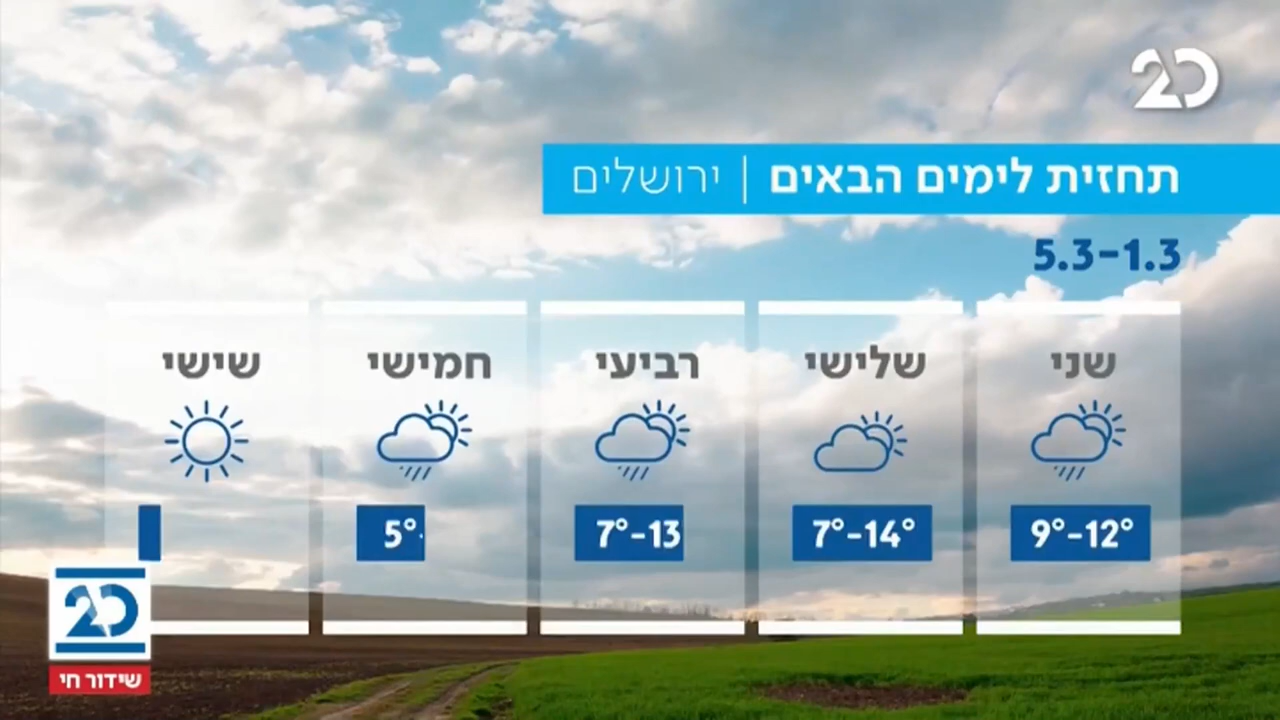 20
תחזית לימים הבאים | ירושלים
5.3-1.3
שני
שלישי
רביעי
חמישי
שישי
9°-12°
7°-14°
7°-13
5°
20
שידור חי